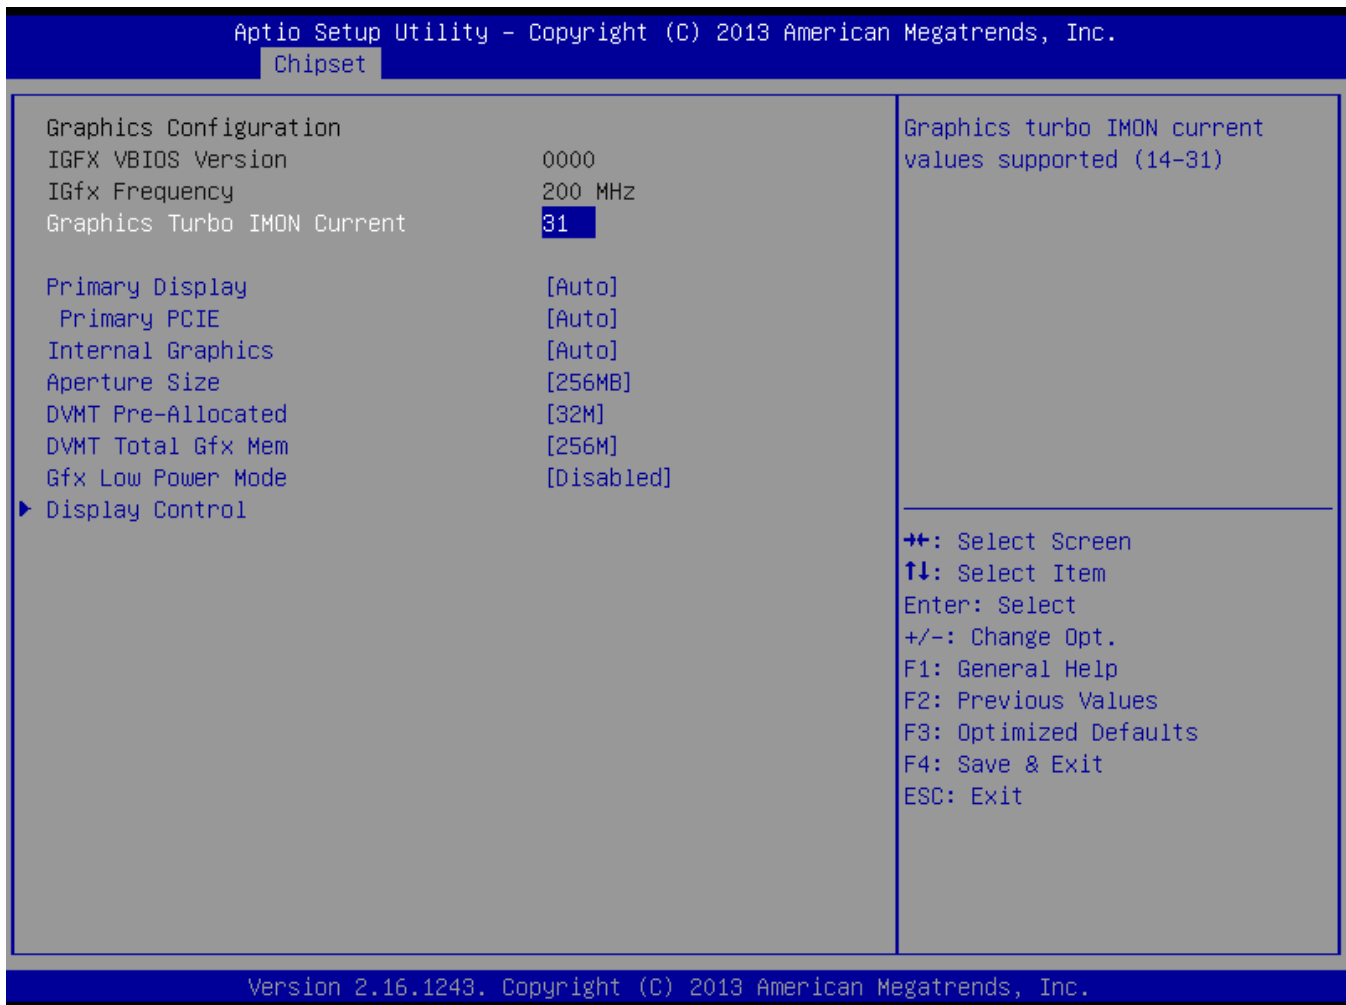 Aptio Setup Utility – Copyright (C) 2013 American Megatrends, Inc.
Chipset
Graphics Configuration
IGFX VBIOS Version 0000
IGfx Frequency 200 MHz
Graphics Turbo IMON Current 31
Primary Display [Auto]
Primary PCIE [Auto]
Internal Graphics [Auto]
Aperture Size [256MB]
DVMT Pre-Allocated [32M]
DVMT Total Gfx Mem [256M]
Gfx Low Power Mode [Disabled]
Display Control
Graphics turbo IMON current
values supported (14-31)
→←: Select Screen
↑↓: Select Item
Enter: Select
+/-: Change Opt.
F1: General Help
F2: Previous Values
F3: Optimized Defaults
F4: Save & Exit
ESC: Exit
Version 2.16.1243. Copyright (C) 2013 American Megatrends, Inc.